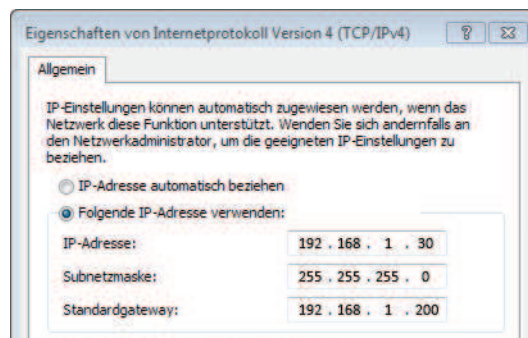 Eigenschaften von Internetprotokoll Version 4 (TCP/IPv4)
Allgemein
IP-Einstellungen können automatisch zugewiesen werden, wenn das
Netzwerk diese Funktion unterstützt. Wenden Sie sich andernfalls an
den Netzwerkadministrator, um die geeigneten IP-Einstellungen zu
beziehen.
IP-Adresse automatisch beziehen
Folgende IP-Adresse verwenden:
IP-Adresse: 192 . 168 . 1 . 30
Subnetzmaske: 255 . 255 . 255 . 0
Standardgateway: 192 . 168 . 1 . 200